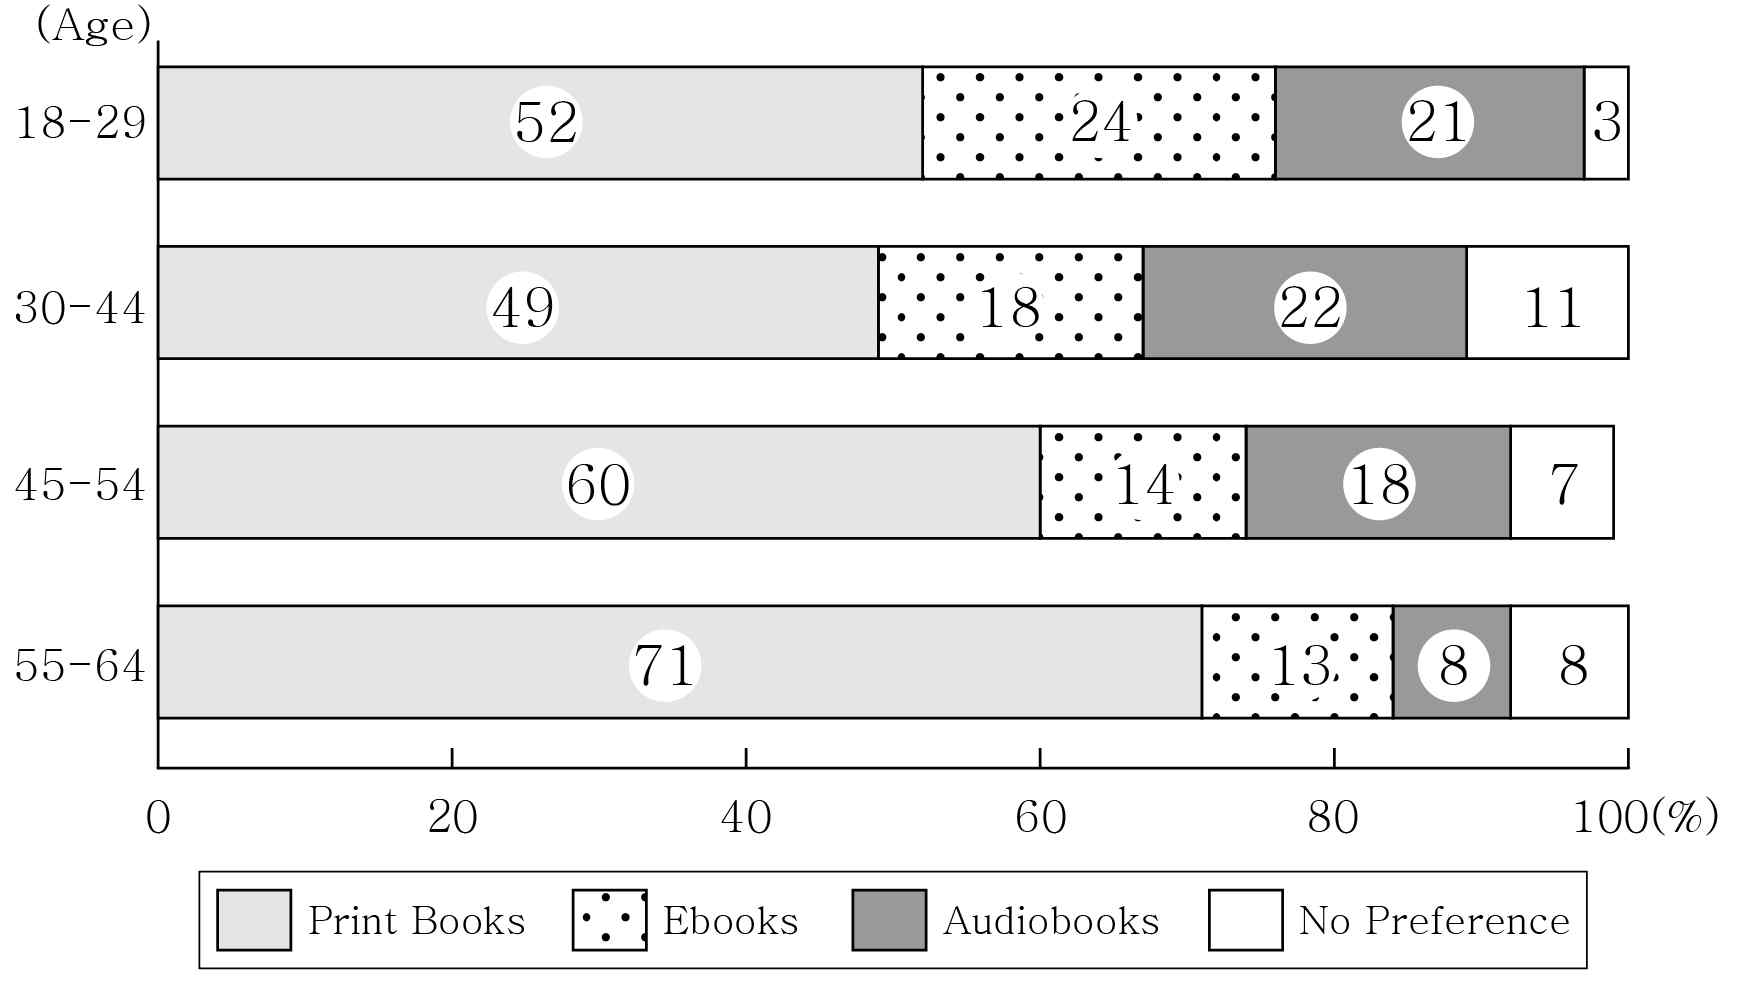 (Age)
18-29 52 24 21 3
30-44 49 18 22 11
45-54 60 14 18 7
55-64 71 13 8 8
0 20 40 60 80 100(%)
Print Books Ebooks Audiobooks No Preference